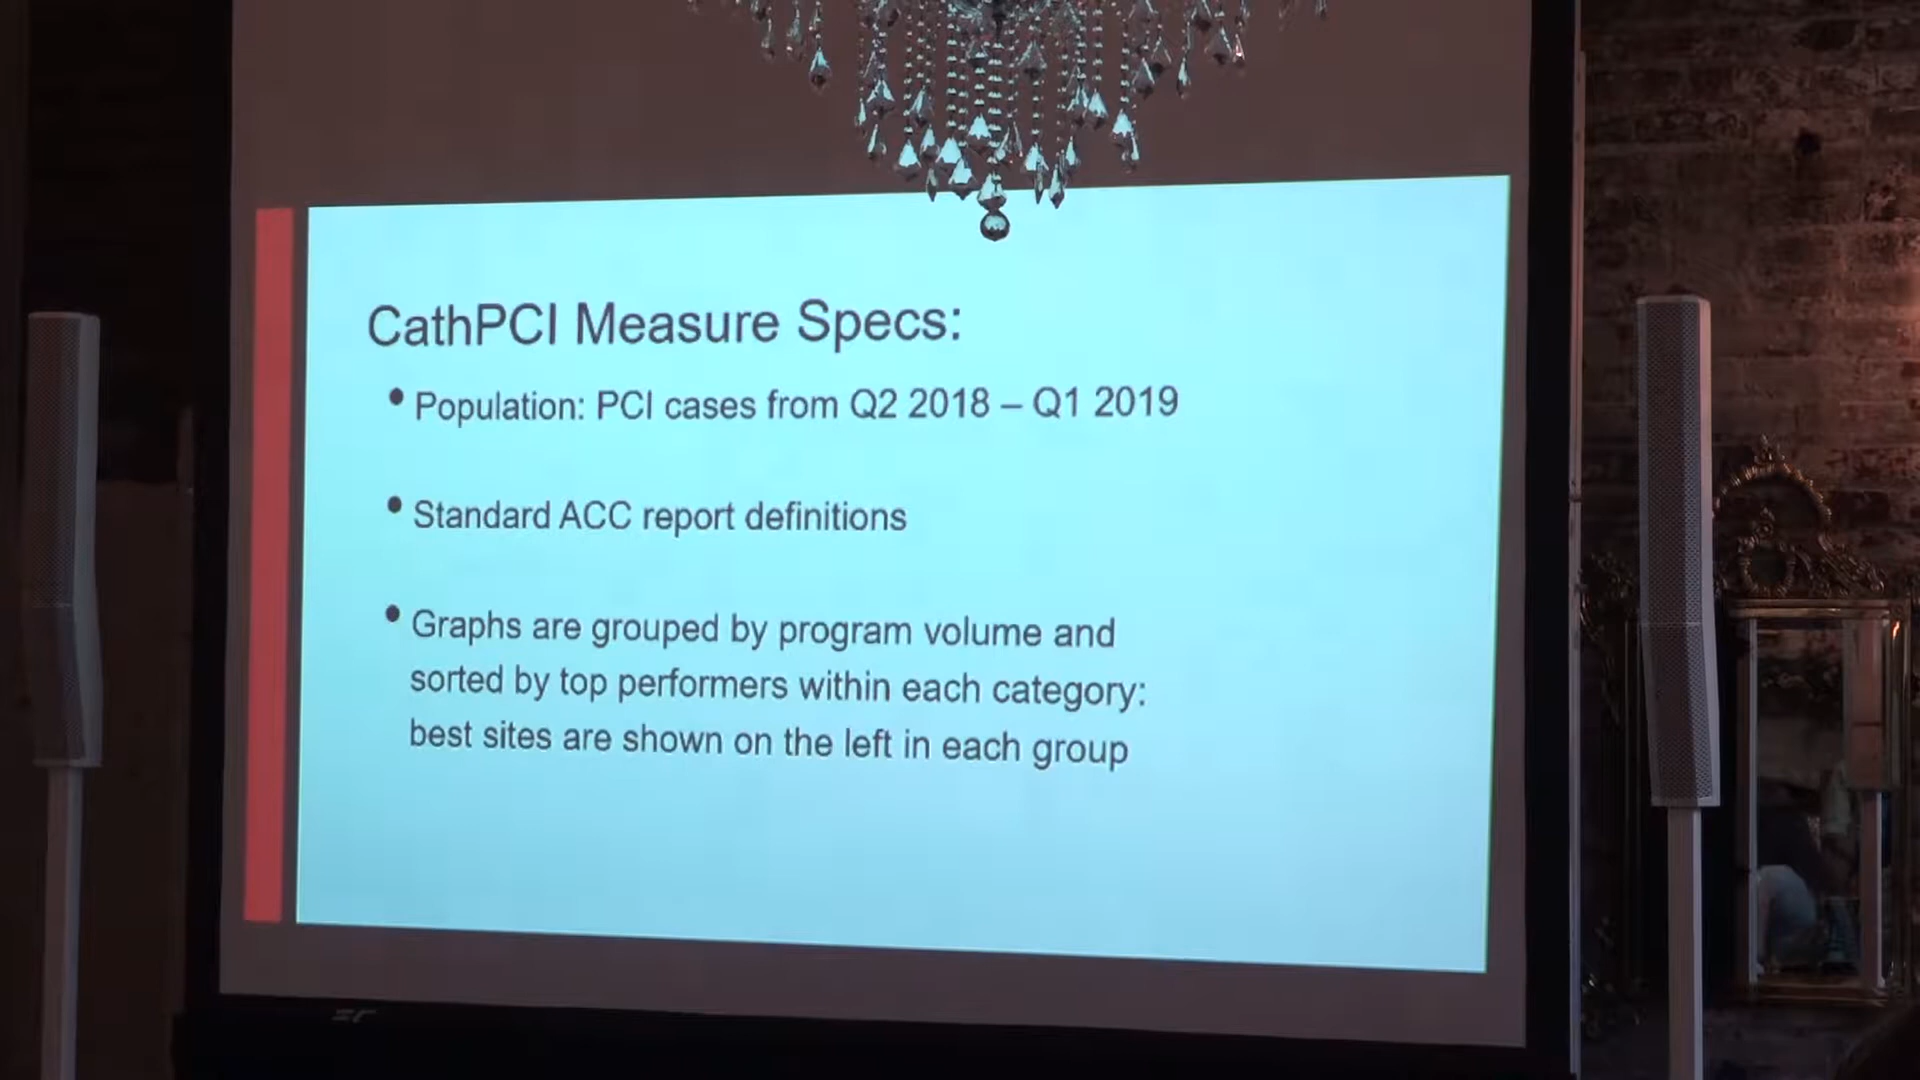 CathPCI Measure Specs:
• Population: PCI cases from Q2 2018 – Q1 2019
• Standard ACC report definitions
• Graphs are grouped by program volume and
sorted by top performers within each category:
best sites are shown on the left in each group